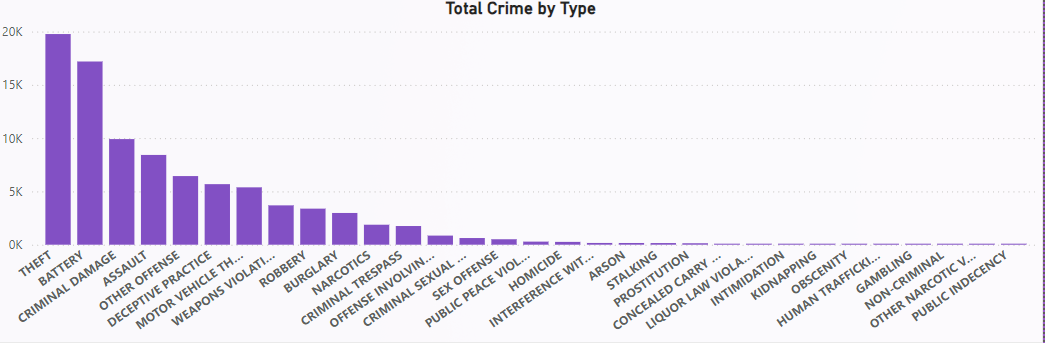 Total Crime by Type
20K
15K
10K
5K
0K
THEFT
BATTERY
CRIMINAL DAMAGE
ASSAULT
OTHER OFFENSE
DECEPTIVE PRACTICE
MOTOR VEHICLE TH...
WEAPONS VIOLATI...
ROBBERY
BURGLARY
NARCOTICS
CRIMINAL TRESPASS
OFFENSE INVOLVIN...
CRIMINAL SEXUAL ...
SEX OFFENSE
PUBLIC PEACE VIOL...
HOMICIDE
INTERFERENCE WIT...
ARSON
STALKING
PROSTITUTION
CONCEALED CARRY ...
LIQUOR LAW VIOLA...
INTIMIDATION
KIDNAPPING
OBSCENITY
HUMAN TRAFFICKI...
GAMBLING
NON-CRIMINAL
OTHER NARCOTIC V...
PUBLIC INDECENCY